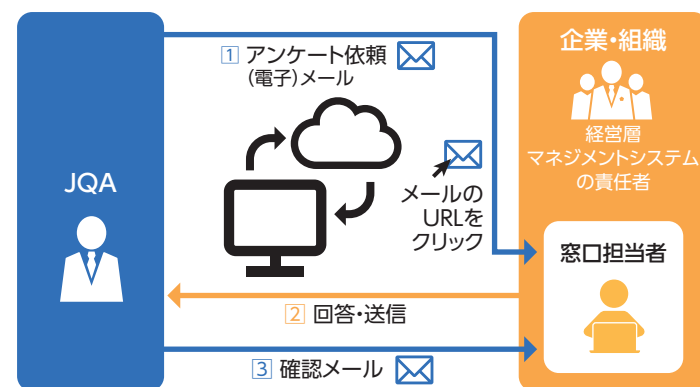 JQA
1 アンケート依頼
(電子)メール
メールの
URLを
クリック
2 回答・送信
3 確認メール
企業・組織
経営層
マネジメントシステム
の責任者
窓口担当者